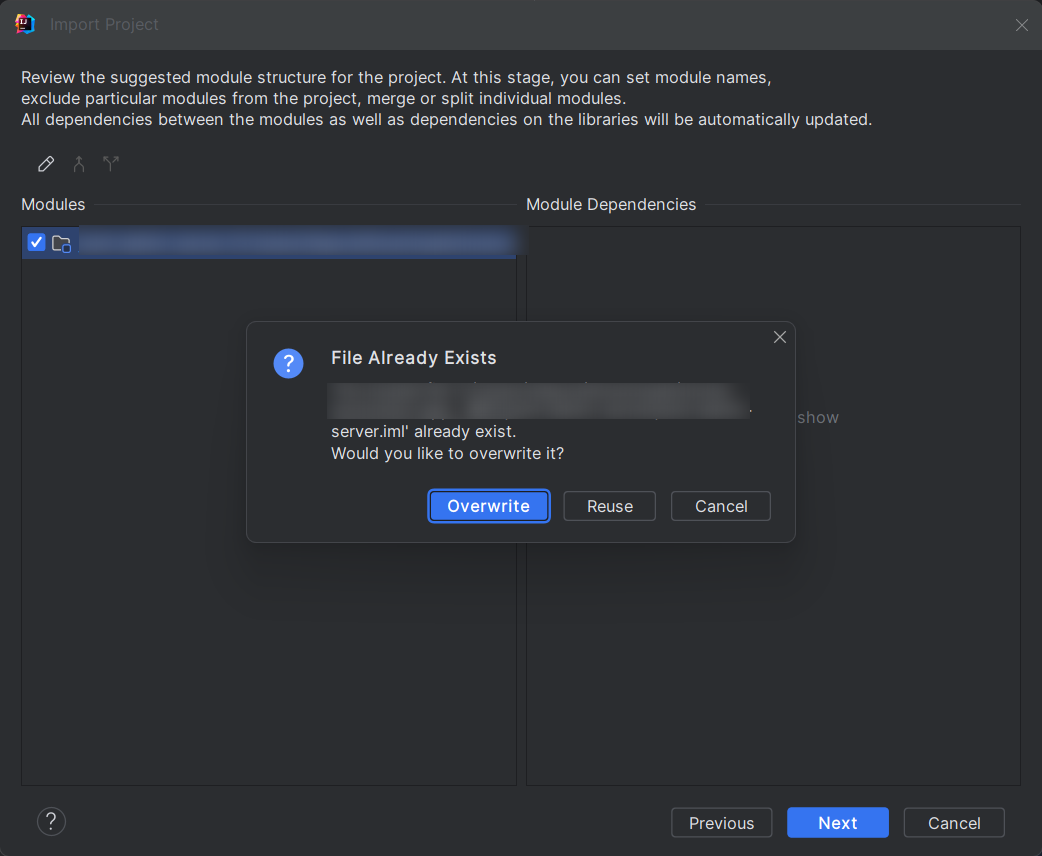 IJ
Import Project
Review the suggested module structure for the project. At this stage, you can set module names,
exclude particular modules from the project, merge or split individual modules.
All dependencies between the modules as well as dependencies on the libraries will be automatically updated.
Modules
Module Dependencies
show
?
File Already Exists
server.iml' already exist.
Would you like to overwrite it?
Overwrite
Reuse
Cancel
?
Previous
Next
Cancel